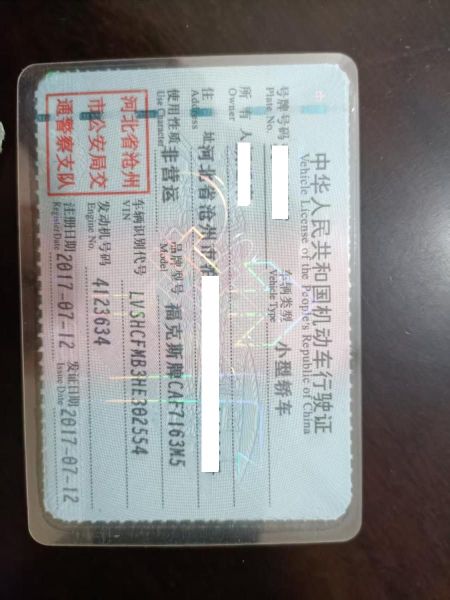 中华人民共和国机动车行驶证
Vehicle License of the People's Republic of China
号牌号码
Plate No.
车辆类型 小型轿车
Vehicle Type
所有人
Owner
住址 河北省沧州市
Address
使用性质 非营运
Use Character
品牌型号 福克斯牌CAF7163M5
Model
河北省沧州
市公安局交
通警察支队
车辆识别代号 LVSHCFMB3HE302554
VIN
发动机号码 4123634
Engine No.
注册日期 2017-07-12 发证日期 2017-07-12
Register Date Issue Date